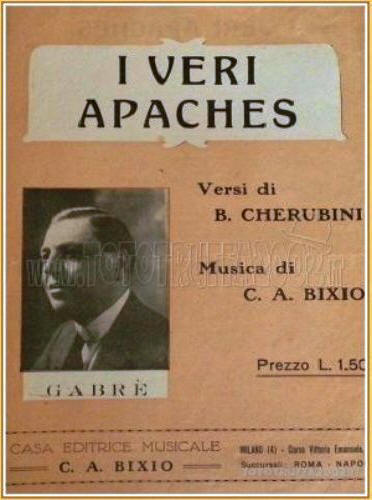 I VERI
APACHES
Versi di
B. CHERUBINI
Musica di
C. A. BIXIO
Prezzo L. 1.50
GABRÈ
CASA EDITRICE MUSICALE
C. A. BIXIO
MILANO (4) - Corso Vittorio Emanuele,
Succursali: ROMA - NAPO